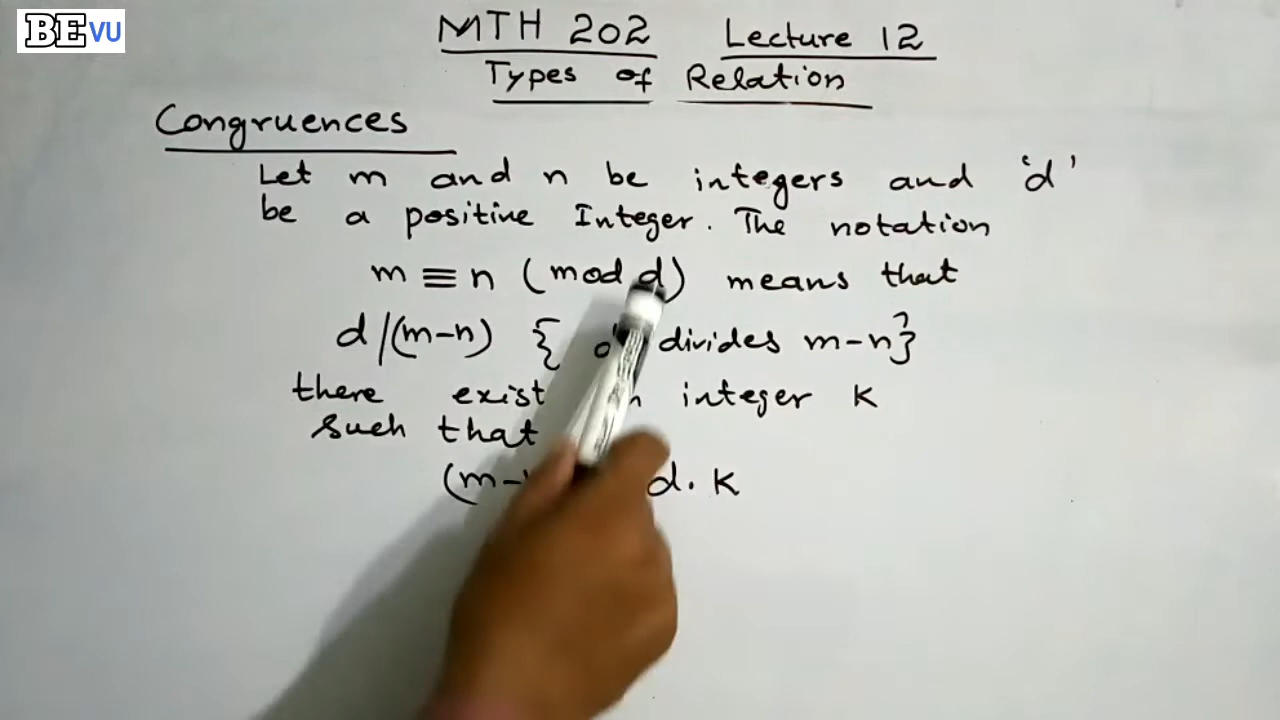 BEVU
MTH 202 Lecture 12
Types of Relation
Congruences
Let m and n be integers and 'd'
be a positive Integer. The notation
m ≡ n (mod d) means that
d/(m-n) { divides m-n}
there exist integer K
such that
(m- d. K